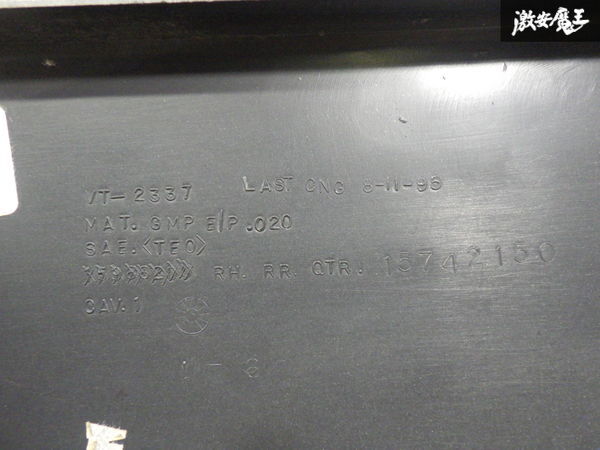 激安魔王
VT-2337 LAST CNG 8-11-95
MAT. GMP E/P .020
SAE. <TEO>
RH. RR. QTR. 15742150
CAV. 1